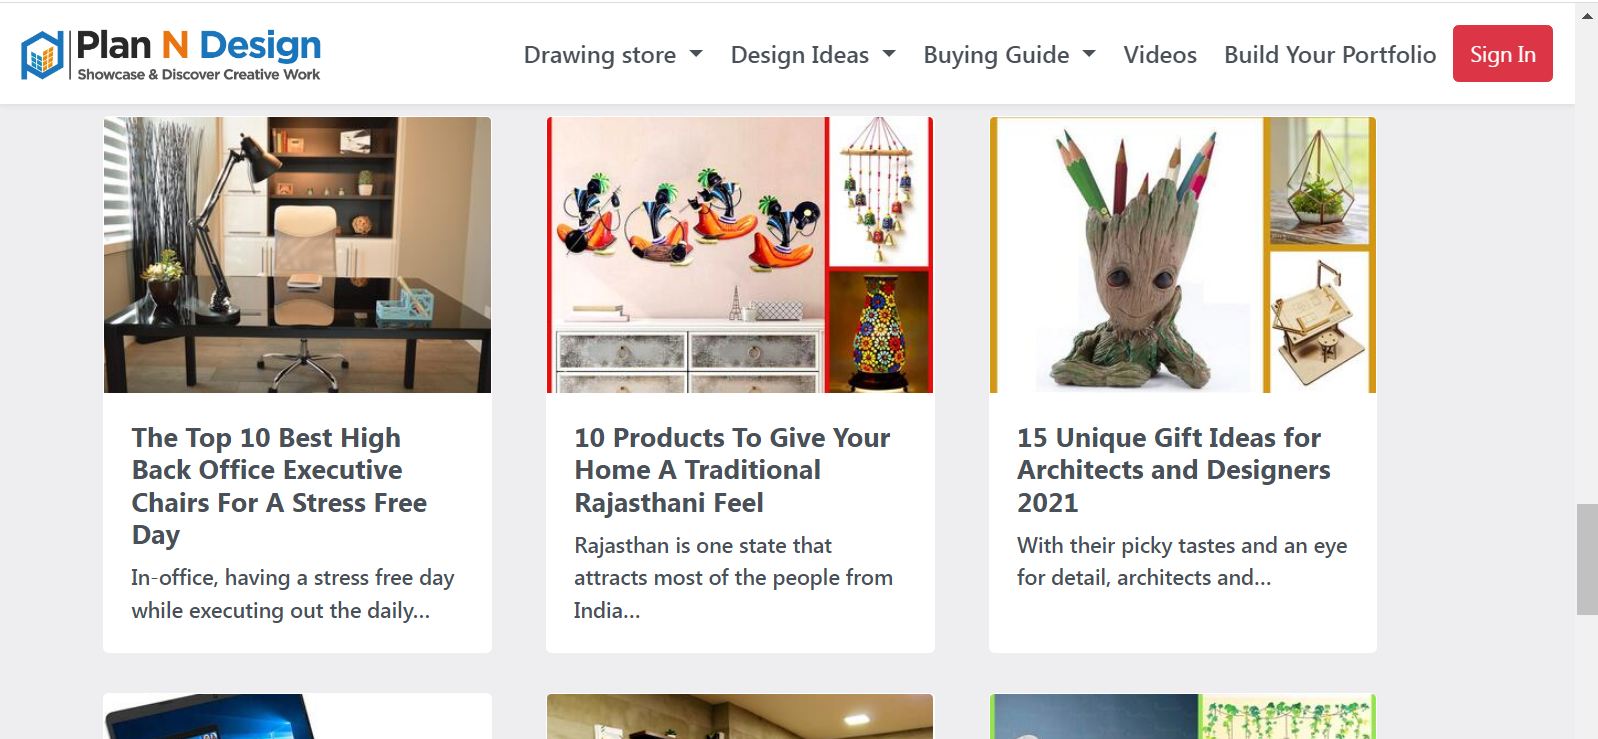 Plan N Design
Showcase & Discover Creative Work
Drawing store
Design Ideas
Buying Guide
Videos
Build Your Portfolio
Sign In
The Top 10 Best High
Back Office Executive
Chairs For A Stress Free
Day
In-office, having a stress free day
while executing out the daily...
10 Products To Give Your
Home A Traditional
Rajasthani Feel
Rajasthan is one state that
attracts most of the people from
India...
15 Unique Gift Ideas for
Architects and Designers
2021
With their picky tastes and an eye
for detail, architects and...